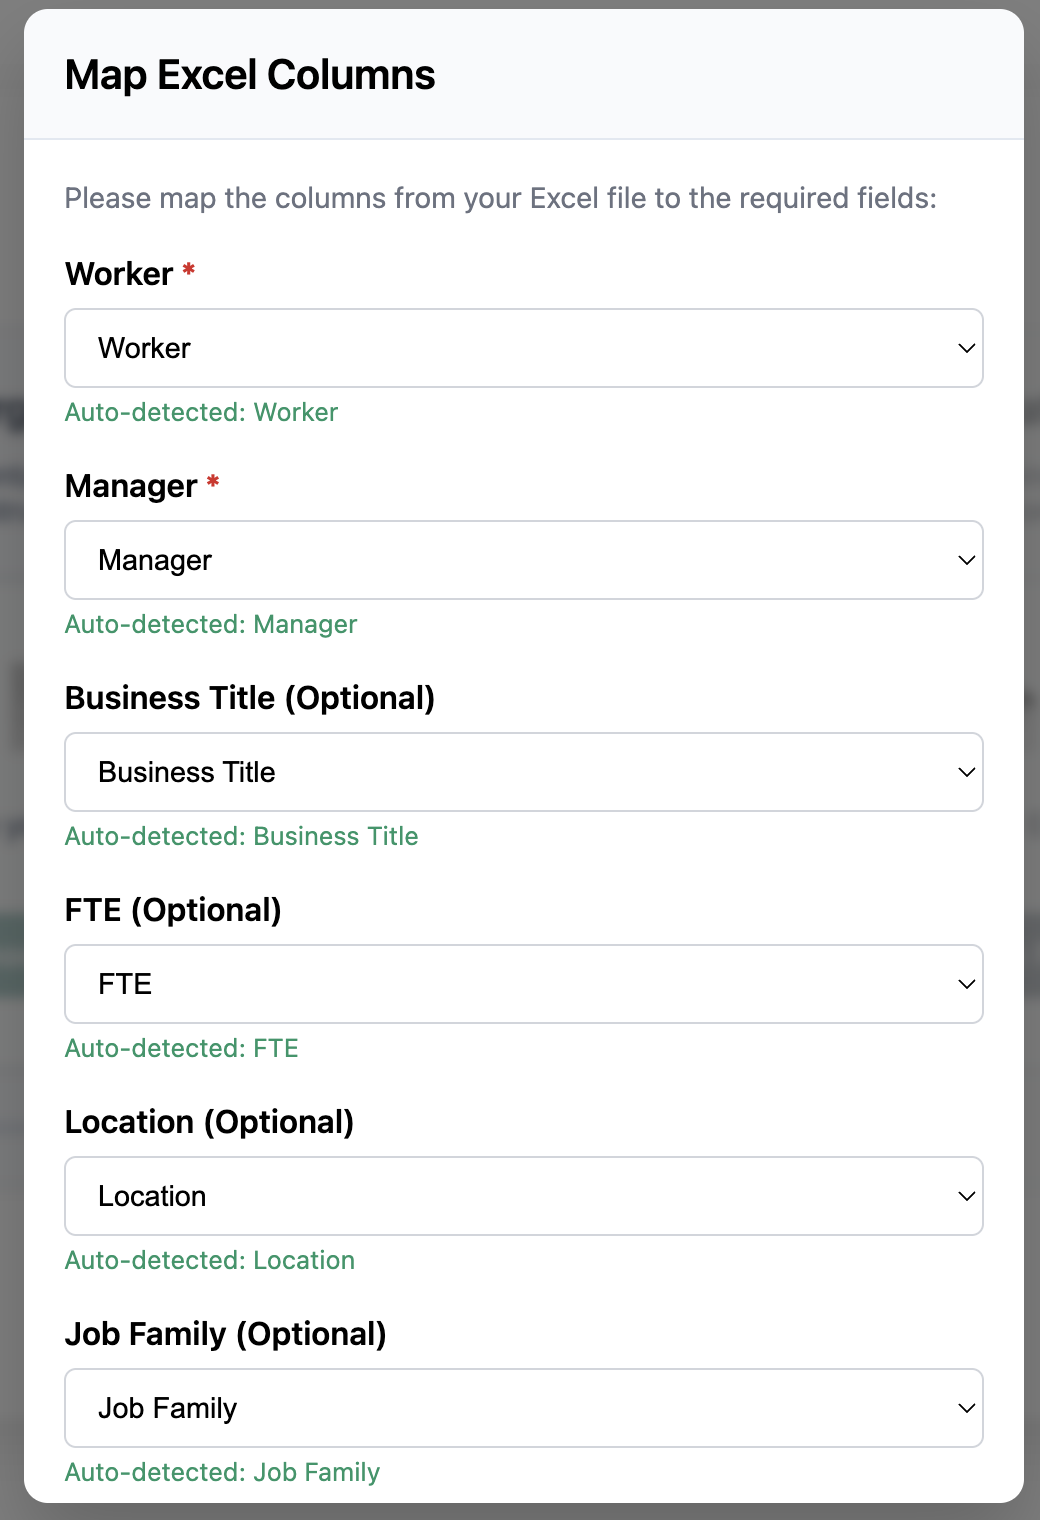 Map Excel Columns
Please map the columns from your Excel file to the required fields:
Worker *
Worker
Auto-detected: Worker
Manager *
Manager
Auto-detected: Manager
Business Title (Optional)
Business Title
Auto-detected: Business Title
FTE (Optional)
FTE
Auto-detected: FTE
Location (Optional)
Location
Auto-detected: Location
Job Family (Optional)
Job Family
Auto-detected: Job Family